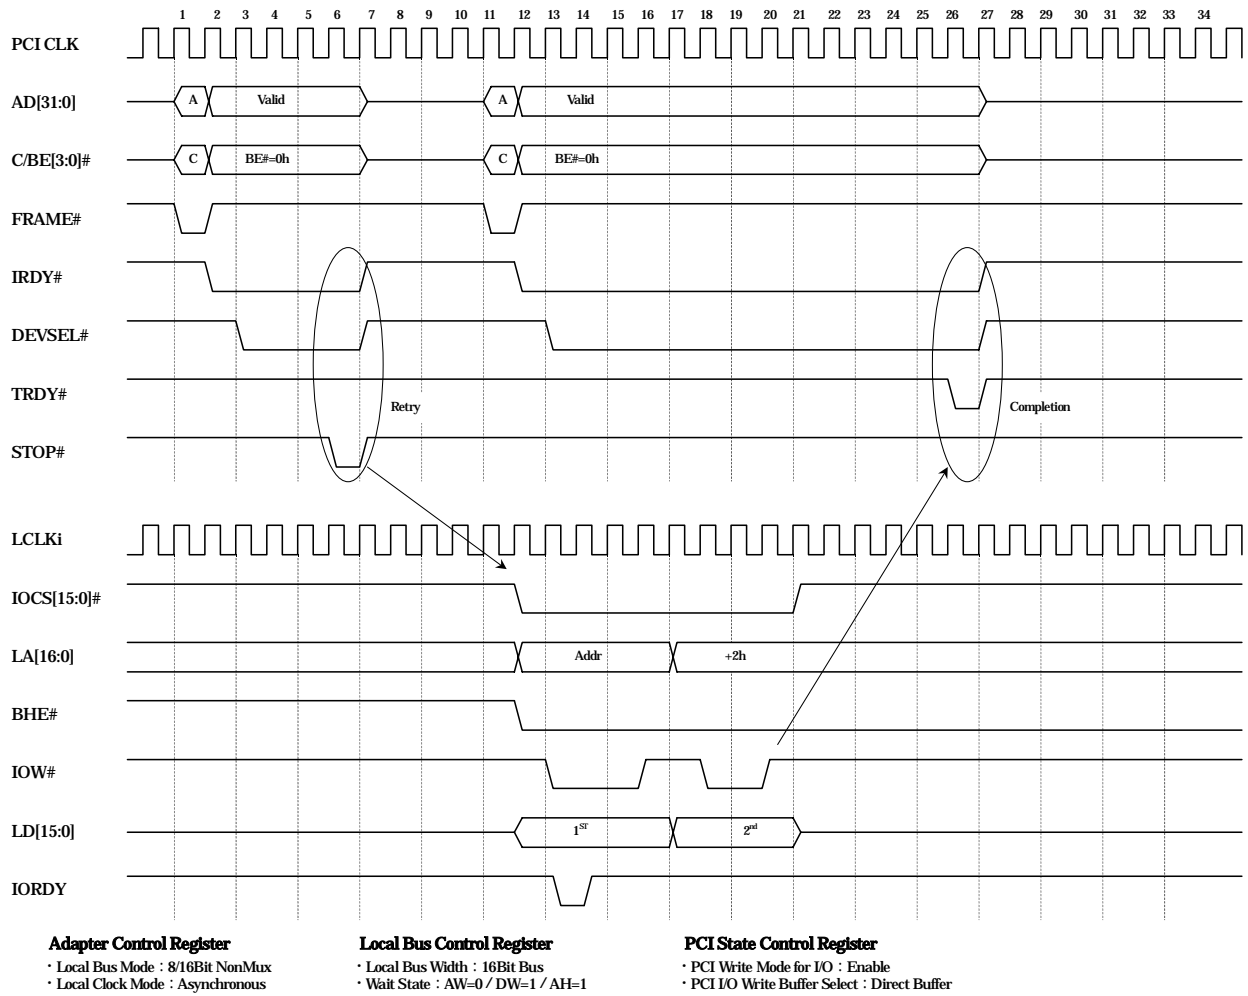 1 2 3 4 5 6 7 8 9 10 11 12 13 14 15 16 17 18 19 20 21 22 23 24 25 26 27 28 29 30 31 32 33 34
PCI CLK
AD[31:0] A Valid A Valid
C/BE[3:0]# C BE#=0h C BE#=0h
FRAME#
IRDY#
DEVSEL#
TRDY#
Retry Completion
STOP#
LCLKi
IOCS[15:0]#
LA[16:0] Addr +2h
BHE#
IOW#
LD[15:0] 1ST 2nd
IORDY
Adapter Control Register
・Local Bus Mode : 8/16Bit NonMux
・Local Clock Mode : Asynchronous
Local Bus Control Register
・Local Bus Width : 16Bit Bus
・Wait State : AW=0 / DW=1 / AH=1
PCI State Control Register
・PCI Write Mode for I/O : Enable
・PCI I/O Write Buffer Select : Direct Buffer